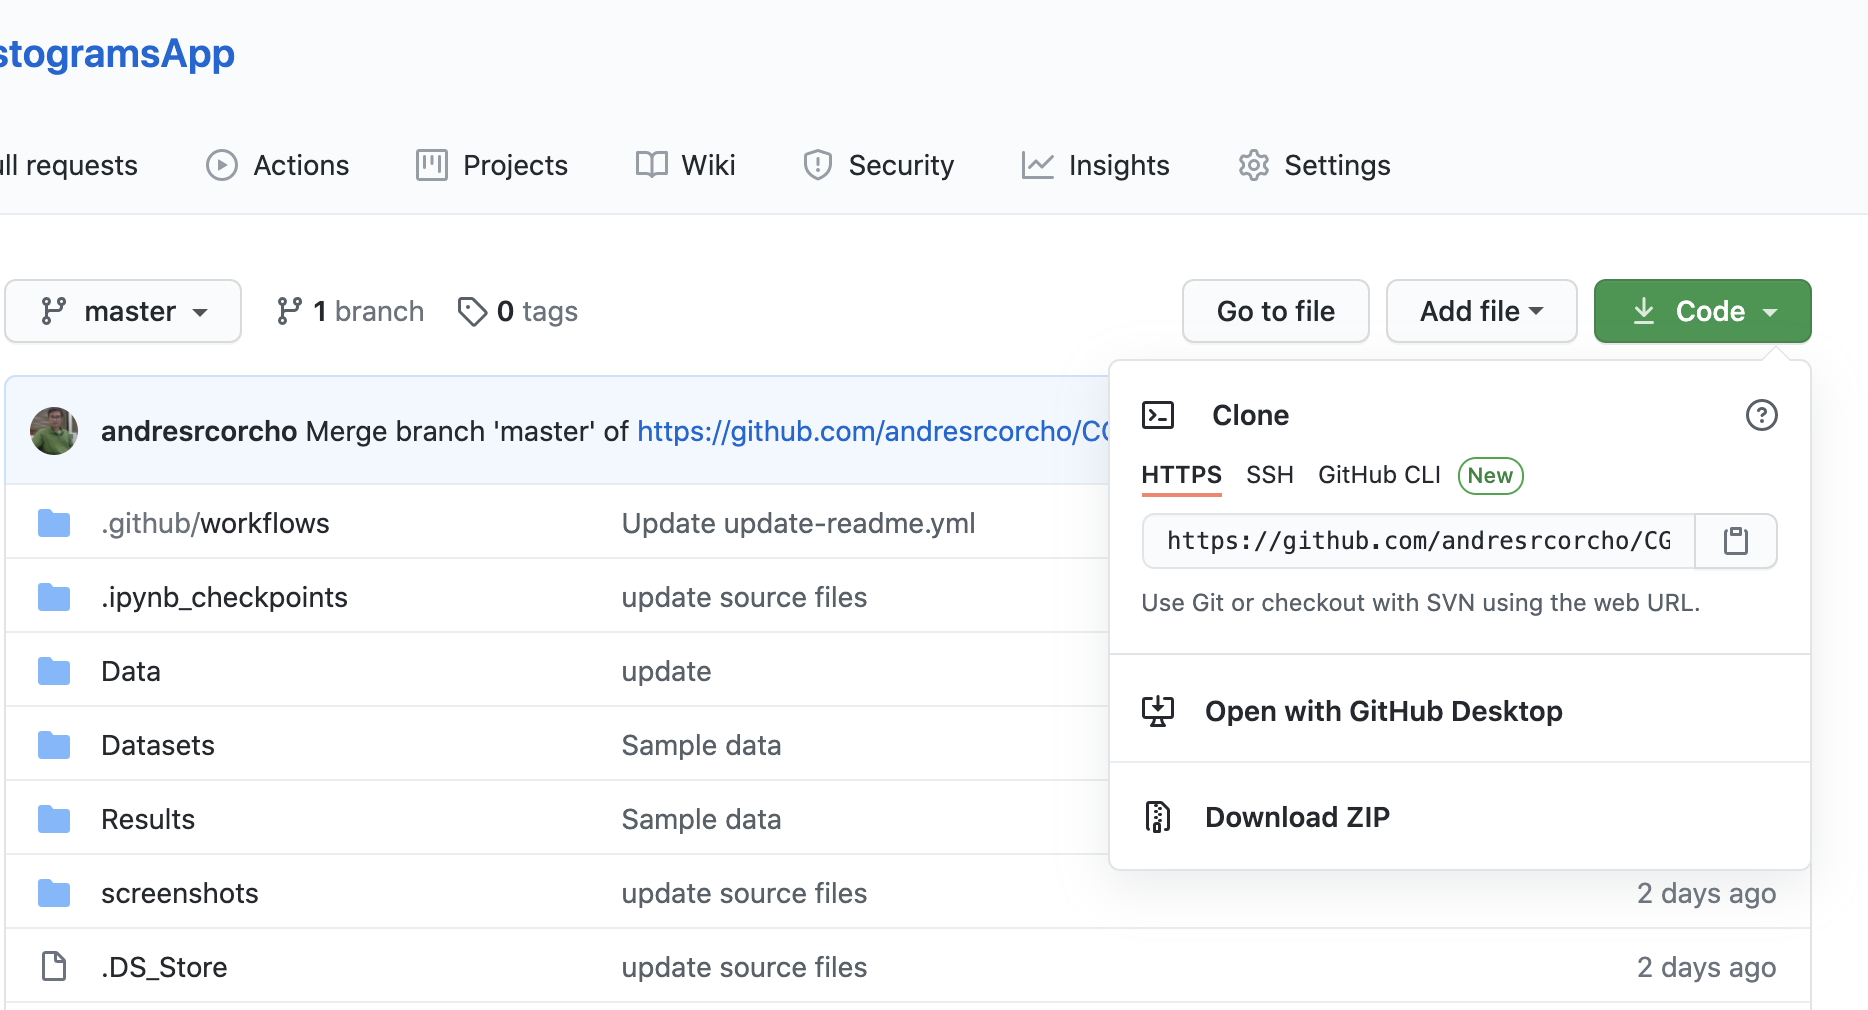 stogramsApp
ll requests Actions Projects Wiki Security Insights Settings
master 1 branch 0 tags Go to file Add file Code
andresrcorcho Merge branch 'master' of https://github.com/andresrcorcho/CG
Clone
HTTPS SSH GitHub CLI New
https://github.com/andresrcorcho/CG
Use Git or checkout with SVN using the web URL.
Open with GitHub Desktop
Download ZIP
.github/workflows Update update-readme.yml
.ipynb_checkpoints update source files
Data update
Datasets Sample data
Results Sample data
screenshots update source files 2 days ago
.DS_Store update source files 2 days ago